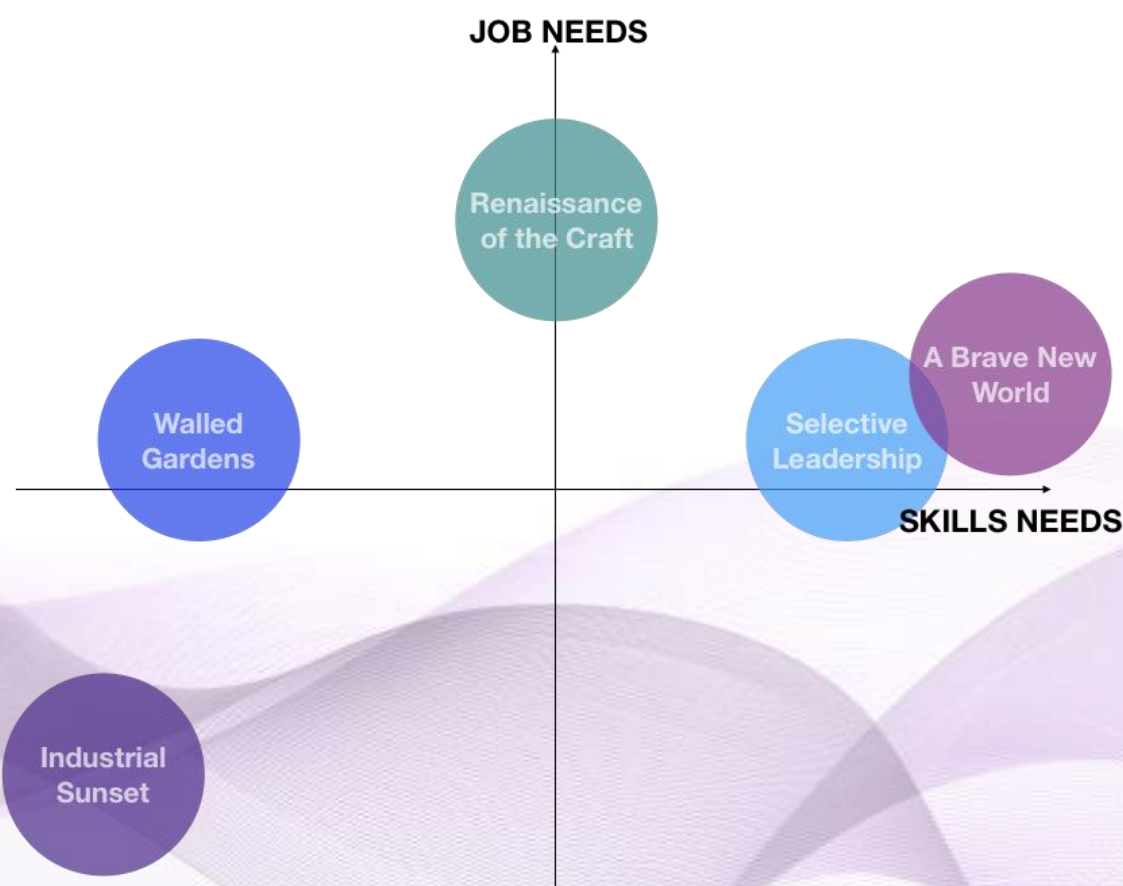 JOB NEEDS
Renaissance
of the Craft
A Brave New
World
Walled
Gardens
Selective
Leadership
SKILLS NEEDS
Industrial
Sunset